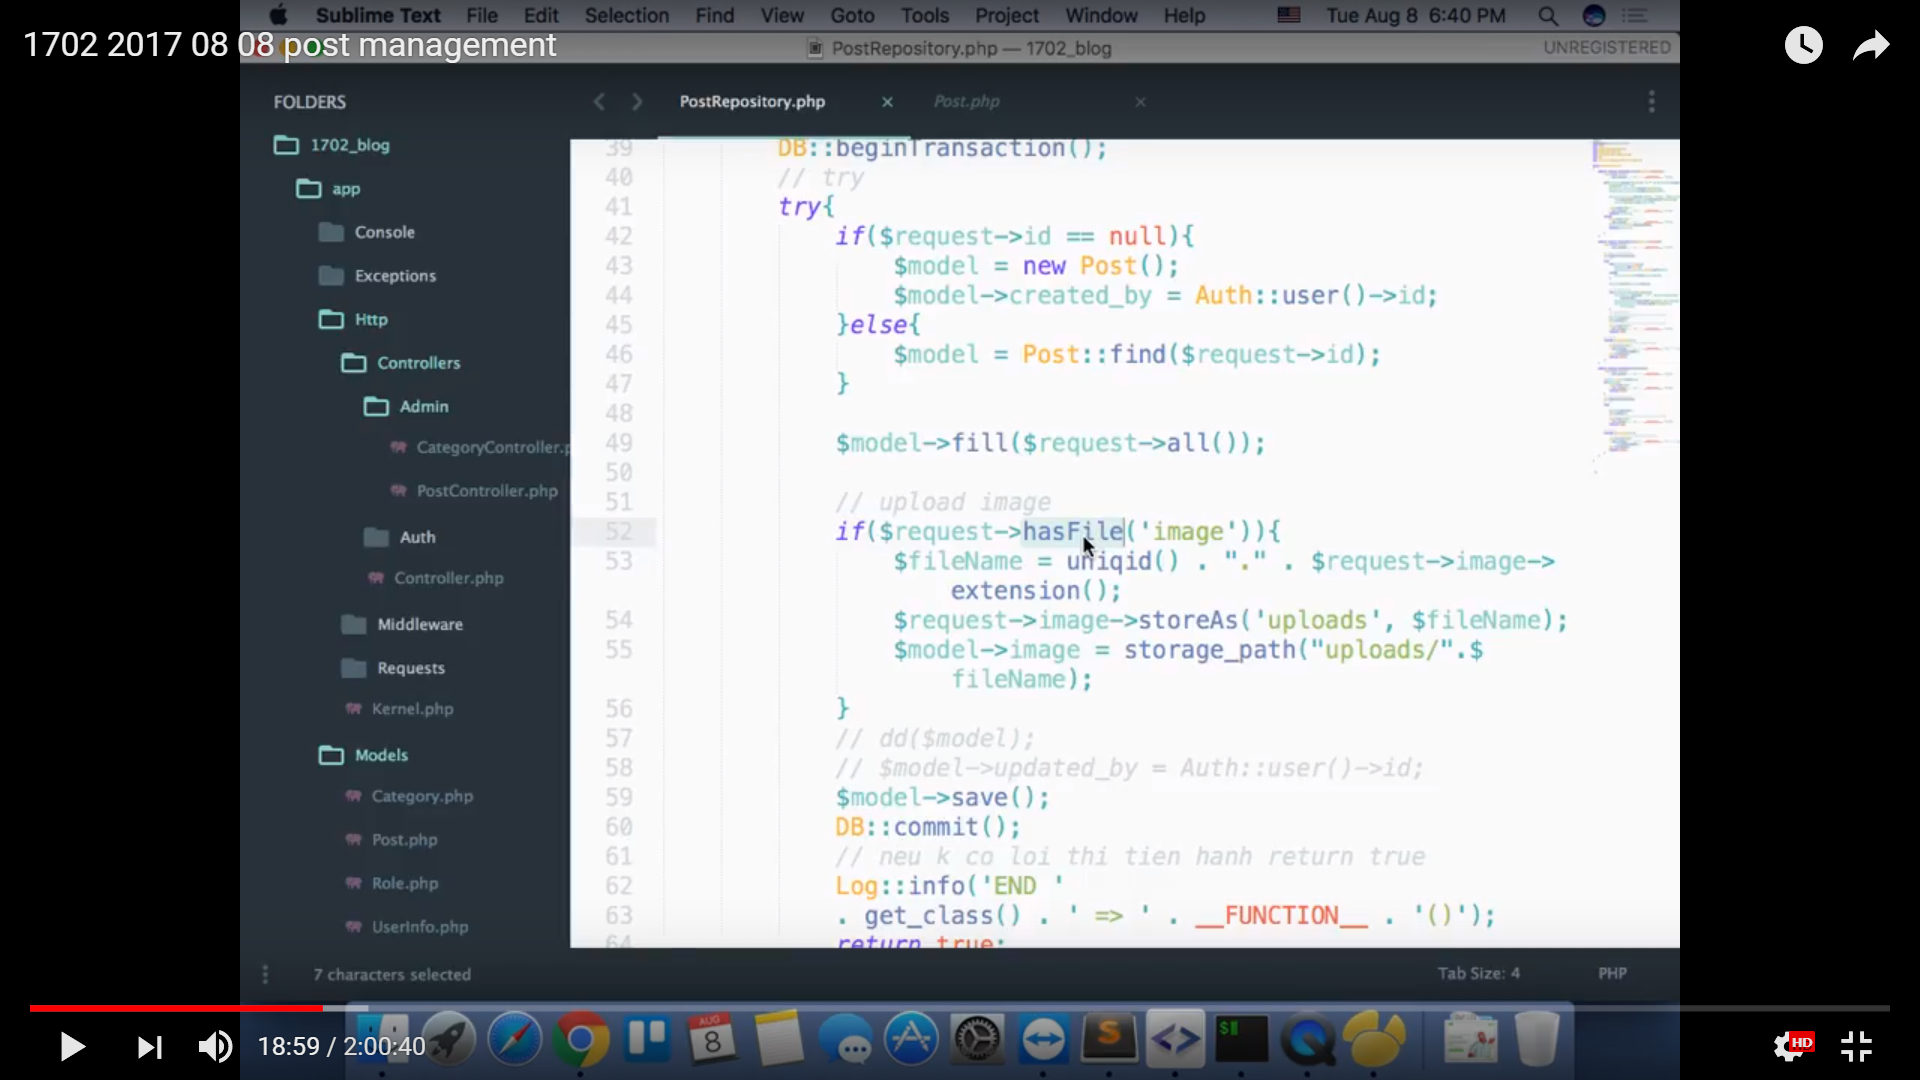 Sublime Text File Edit Selection Find View Goto Tools Project Window Help Tue Aug 8 6:40 PM
1702 2017 08 08 post management
PostRepository.php — 1702_blog
UNREGISTERED
FOLDERS
PostRepository.php
Post.php
1702_blog
app
Console
Exceptions
Http
Controllers
Admin
CategoryController.p
PostController.php
Auth
Controller.php
Middleware
Requests
Kernel.php
Models
Category.php
Post.php
Role.php
UserInfo.php
39 DB::beginTransaction();
40 // try
41 try{
42 if($request->id == null){
43 $model = new Post();
44 $model->created_by = Auth::user()->id;
45 }else{
46 $model = Post::find($request->id);
47 }
48
49 $model->fill($request->all());
50
51 // upload image
52 if($request->hasFile('image')){
53 $fileName = uniqid() . "." . $request->image->
extension();
54 $request->image->storeAs('uploads', $fileName);
55 $model->image = storage_path("uploads/".$
fileName);
56 }
57 // dd($model);
58 // $model->updated_by = Auth::user()->id;
59 $model->save();
60 DB::commit();
61 // neu k co loi thi tien hanh return true
62 Log::info('END '
63 . get_class() . ' => ' . __FUNCTION__ . '()');
64 return true;
7 characters selected
Tab Size: 4
PHP
AUG
8
S
$
18:59 / 2:00:40
HD